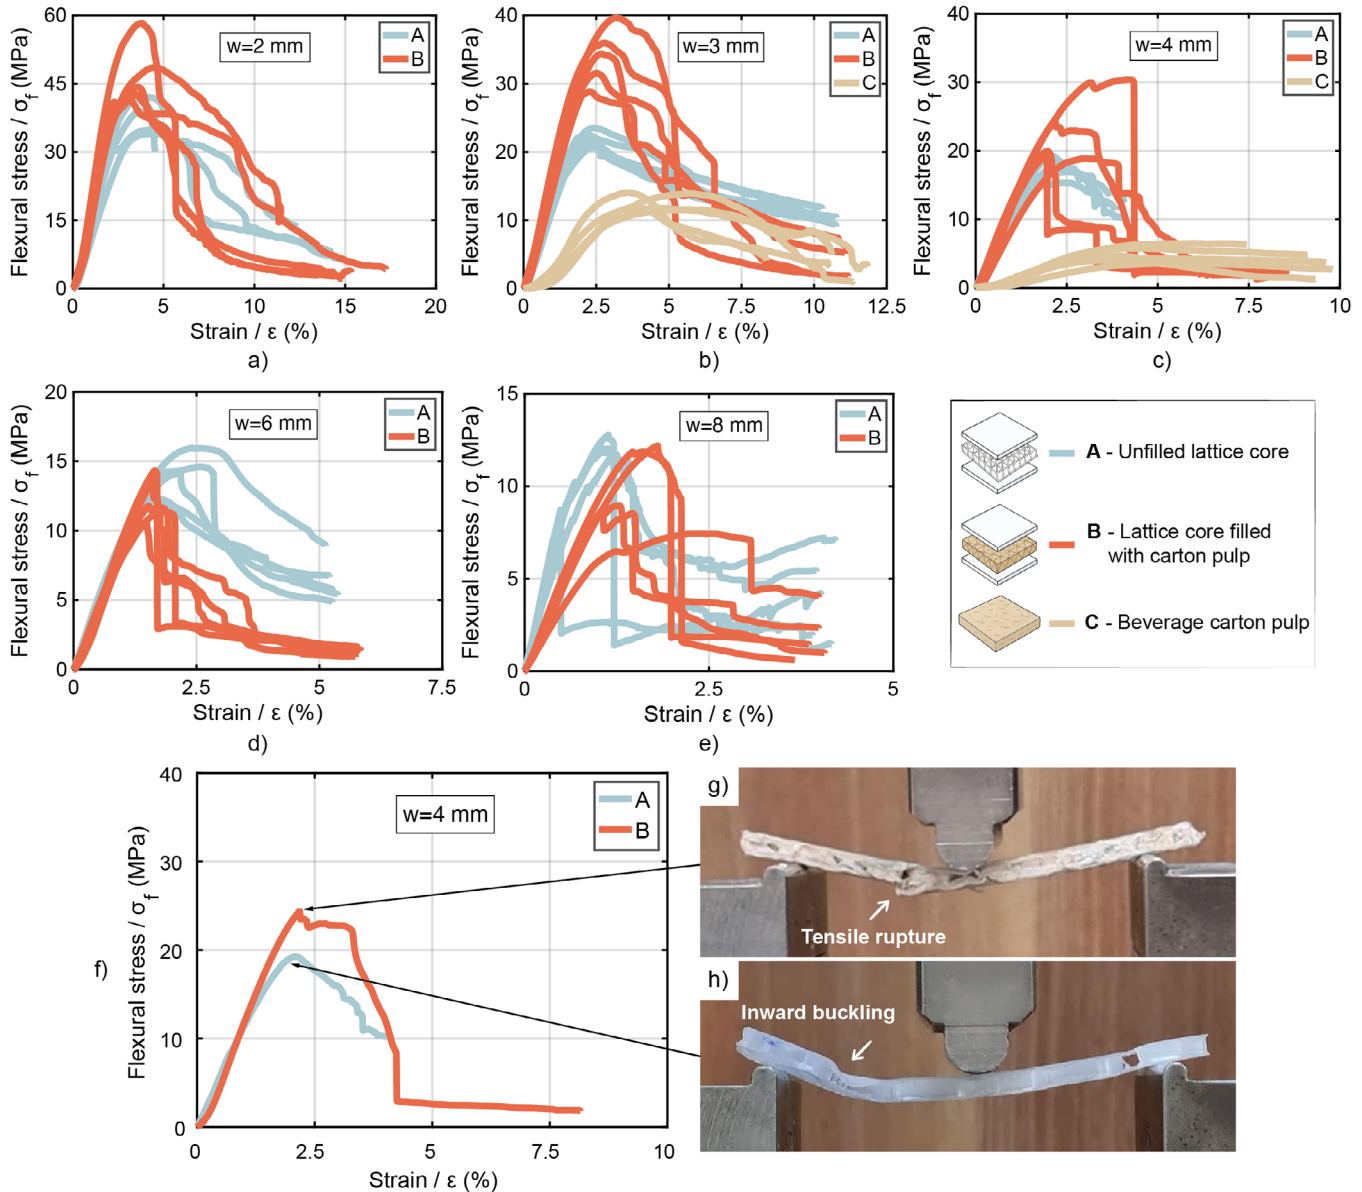 60
45
30
15
0
Flexural stress / σf (MPa)
w=2 mm
A
B
0
5
10
15
20
Strain / ε (%)
a)
40
30
20
10
0
Flexural stress / σf (MPa)
w=3 mm
A
B
C
0
2.5
5
7.5
10
12.5
Strain / ε (%)
b)
40
30
20
10
0
Flexural stress / σf (MPa)
w=4 mm
A
B
C
0
2.5
5
7.5
10
Strain / ε (%)
c)
20
15
10
5
0
Flexural stress / σf (MPa)
w=6 mm
A
B
0
2.5
5
7.5
Strain / ε (%)
d)
15
10
5
0
Flexural stress / σf (MPa)
w=8 mm
A
B
0
2.5
5
Strain / ε (%)
e)
A - Unfilled lattice core
B - Lattice core filled
with carton pulp
C - Beverage carton pulp
f)
40
30
20
10
0
Flexural stress / σf (MPa)
w=4 mm
A
B
0
2.5
5
7.5
10
Strain / ε (%)
g)
Tensile rupture
h)
Inward buckling